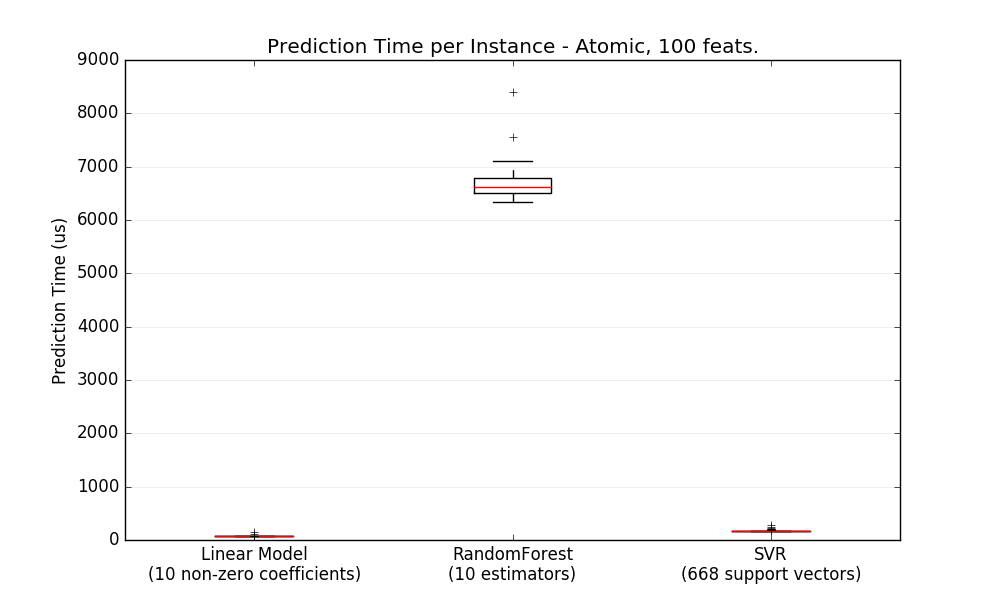 Prediction Time per Instance - Atomic, 100 feats.
9000
8000
7000
6000
5000
4000
3000
2000
1000
0
Prediction Time (us)
Linear Model
(10 non-zero coefficients)
RandomForest
(10 estimators)
SVR
(668 support vectors)